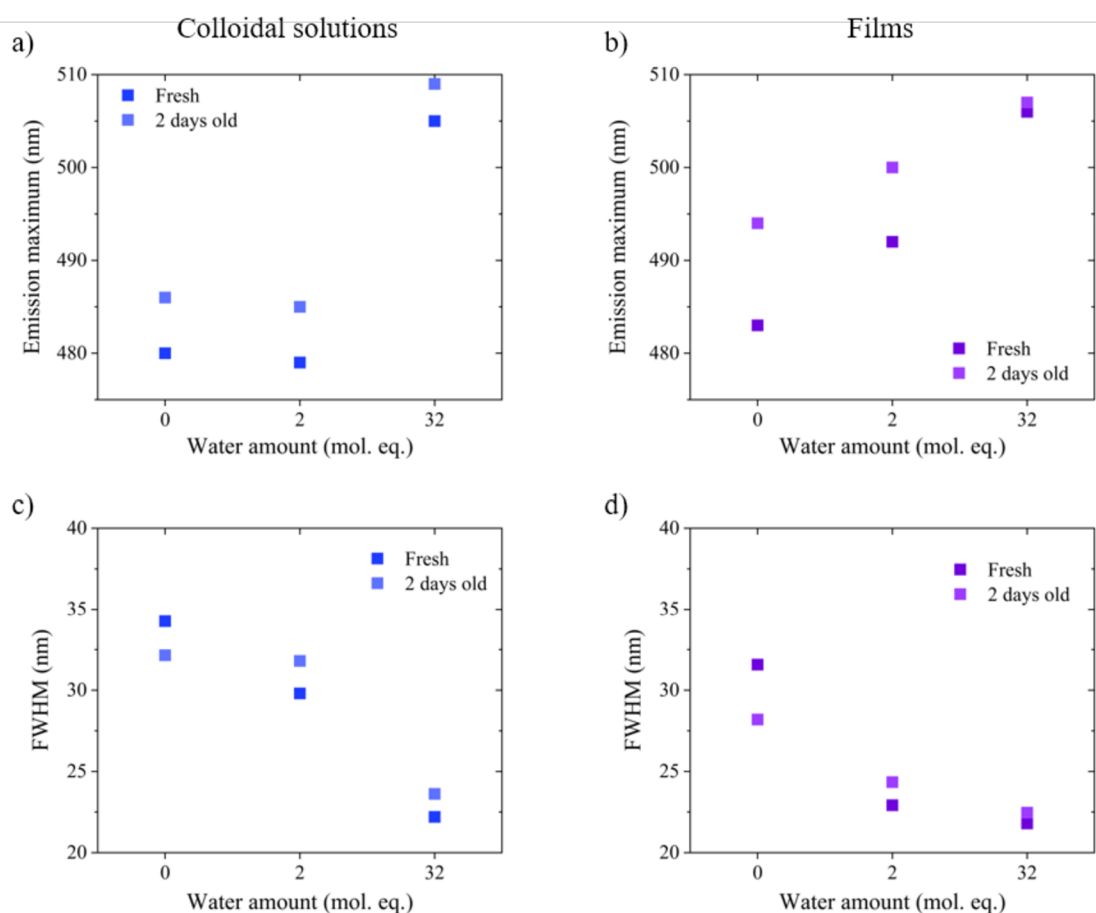 Colloidal solutions
Films
a)
510
500
490
480
Emission maximum (nm)
Fresh
2 days old
0
2
32
Water amount (mol. eq.)
b)
510
500
490
480
Emission maximum (nm)
Fresh
2 days old
0
2
32
Water amount (mol. eq.)
c)
40
35
30
25
20
FWHM (nm)
Fresh
2 days old
0
2
32
Water amount (mol. eq.)
d)
40
35
30
25
20
FWHM (nm)
Fresh
2 days old
0
2
32
Water amount (mol. eq.)